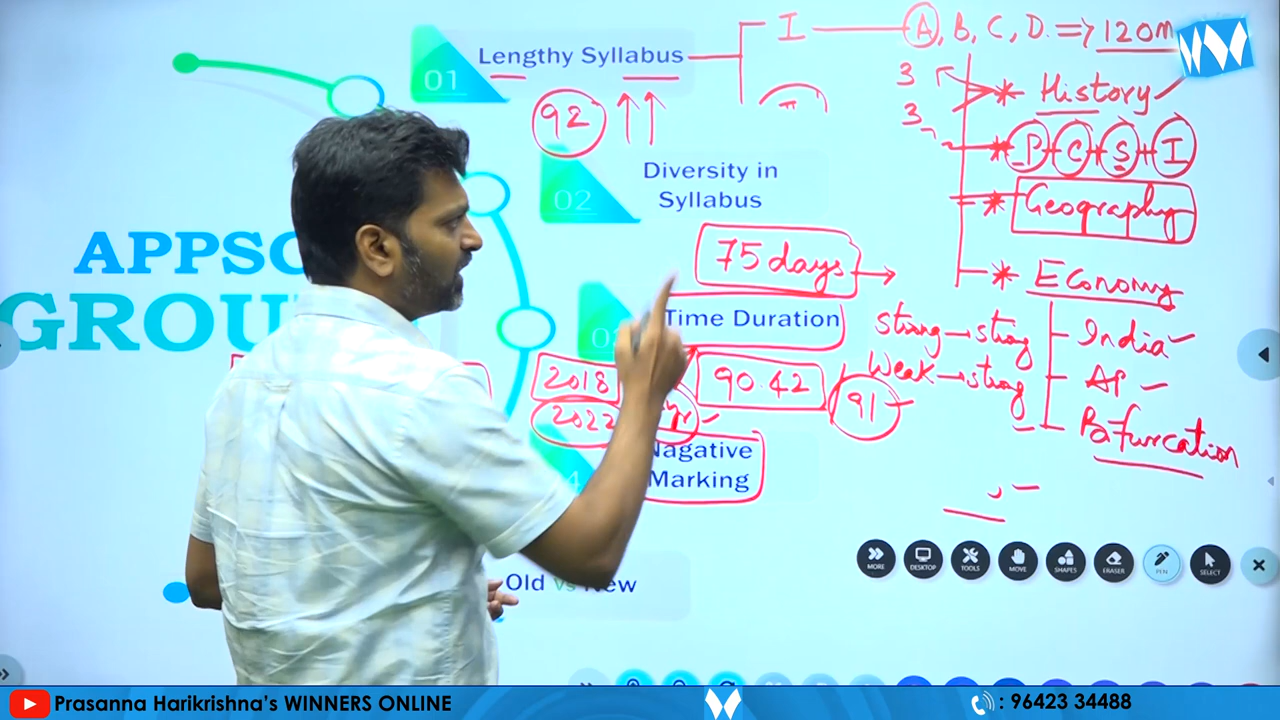 01
Lengthy Syllabus
I
A, B, C, D. => 120m
92
3
* History
3
* P + C + S + I
* Geography
02
Diversity in
Syllabus
APPSC
GROU
75 days
* Economy
Time Duration
strong → strong
India
Weak → strong
AP
Bifurcation
2018
90.42
91
2022
Nagative
Marking
Old vs New
MORE
DESKTOP
TOOLS
MOVE
SHAPES
ERASER
PEN
SELECT
Prasanna Harikrishna's WINNERS ONLINE
: 96423 34488